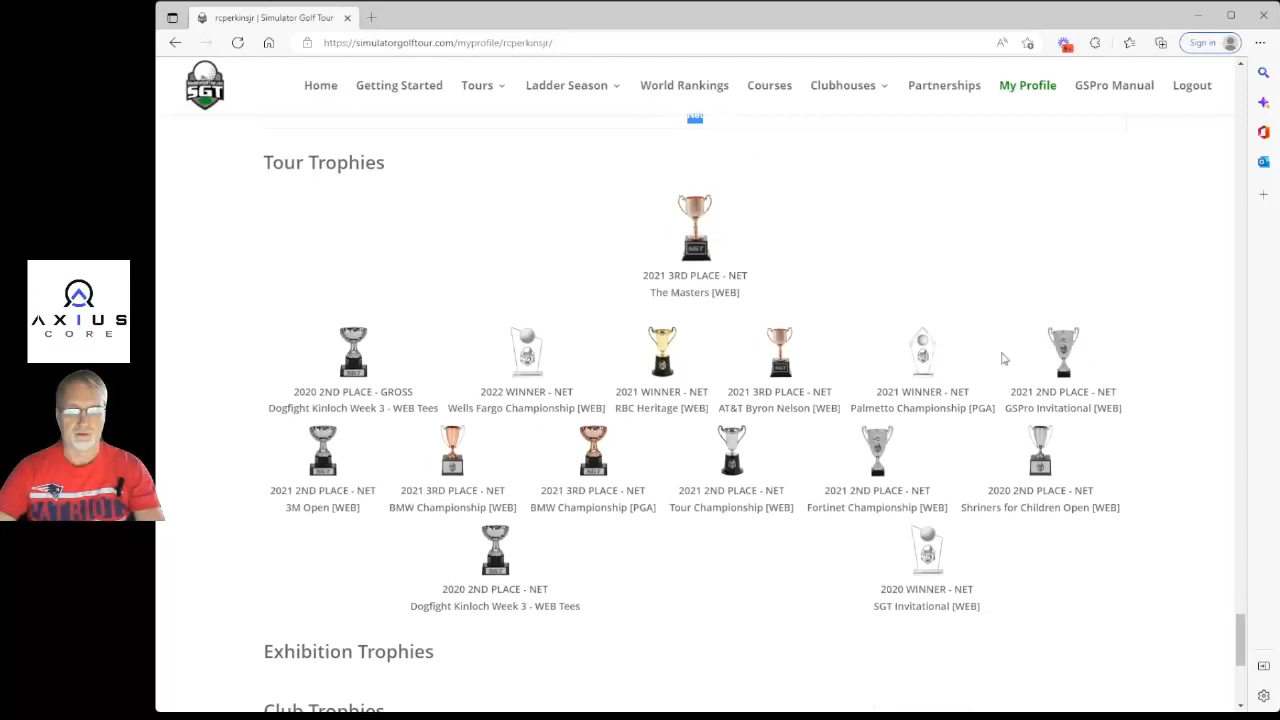 rcperkinsjr | Simulator Golf Tour
https://simulatorgolftour.com/myprofile/rcperkinsjr/
Sign in
SGT
Home
Getting Started
Tours
Ladder Season
World Rankings
Courses
Clubhouses
Partnerships
My Profile
GSPro Manual
Logout
Tour Trophies
SGT
2021 3RD PLACE - NET
The Masters [WEB]
2020 2ND PLACE - GROSS
Dogfight Kinloch Week 3 - WEB Tees
2022 WINNER - NET
Wells Fargo Championship [WEB]
2021 WINNER - NET
RBC Heritage [WEB]
2021 3RD PLACE - NET
AT&T Byron Nelson [WEB]
2021 WINNER - NET
Palmetto Championship [PGA]
2021 2ND PLACE - NET
GSPro Invitational [WEB]
2021 2ND PLACE - NET
3M Open [WEB]
2021 3RD PLACE - NET
BMW Championship [WEB]
2021 3RD PLACE - NET
BMW Championship [PGA]
2021 2ND PLACE - NET
Tour Championship [WEB]
2021 2ND PLACE - NET
Fortinet Championship [WEB]
2020 2ND PLACE - NET
Shriners for Children Open [WEB]
2020 2ND PLACE - NET
Dogfight Kinloch Week 3 - WEB Tees
2020 WINNER - NET
SGT Invitational [WEB]
Exhibition Trophies
Club Trophies
AXIUS
CORE
PATRIOTS